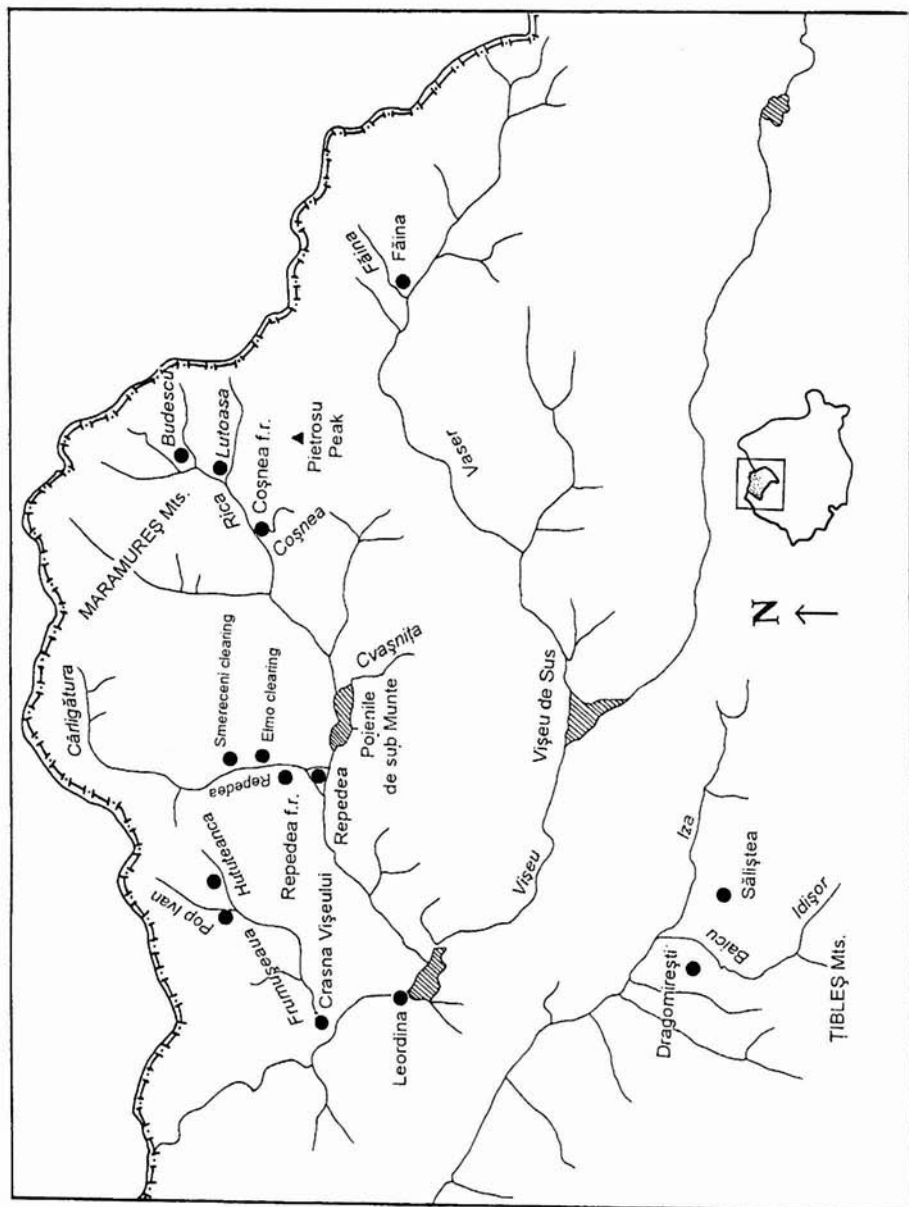 MARAMUREŞ Mts.
Budescu
Lutoasa
Rica
Coşnea f.r.
Coşnea
Pietrosu
Peak
Făina
Făina
Vaser
Cârligătura
Smereceni clearing
Elmo clearing
Repedea
Repedea f.r.
Repedea
Cvaşniţa
Poienile
de sub Munte
Pop Ivan
Hututeanca
Frumuşeaua
Crasna Vişeului
Leordina
Vişeu
Vişeu de Sus
N
Iza
Săliştea
Dragomireşti
Baicu
Idişor
ŢIBLEŞ Mts.